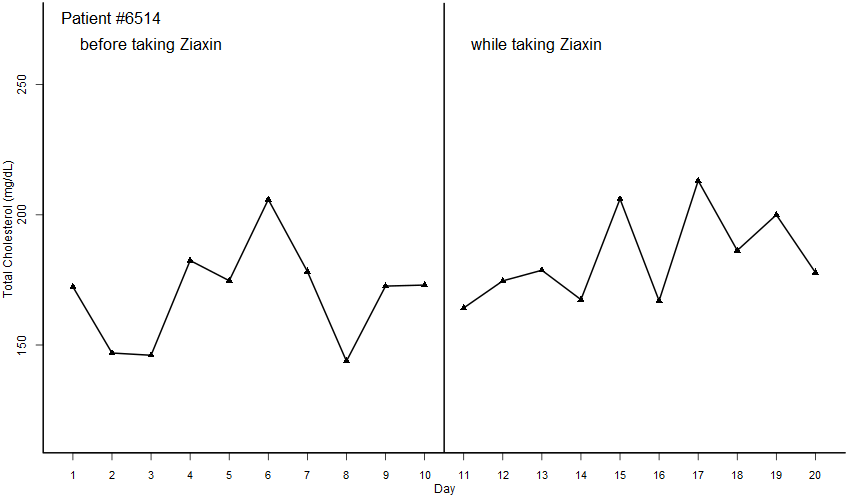 Patient #6514
before taking Ziaxin
while taking Ziaxin
Total Cholesterol (mg/dL)
250
200
150
1 2 3 4 5 6 7 8 9 10 11 12 13 14 15 16 17 18 19 20
Day